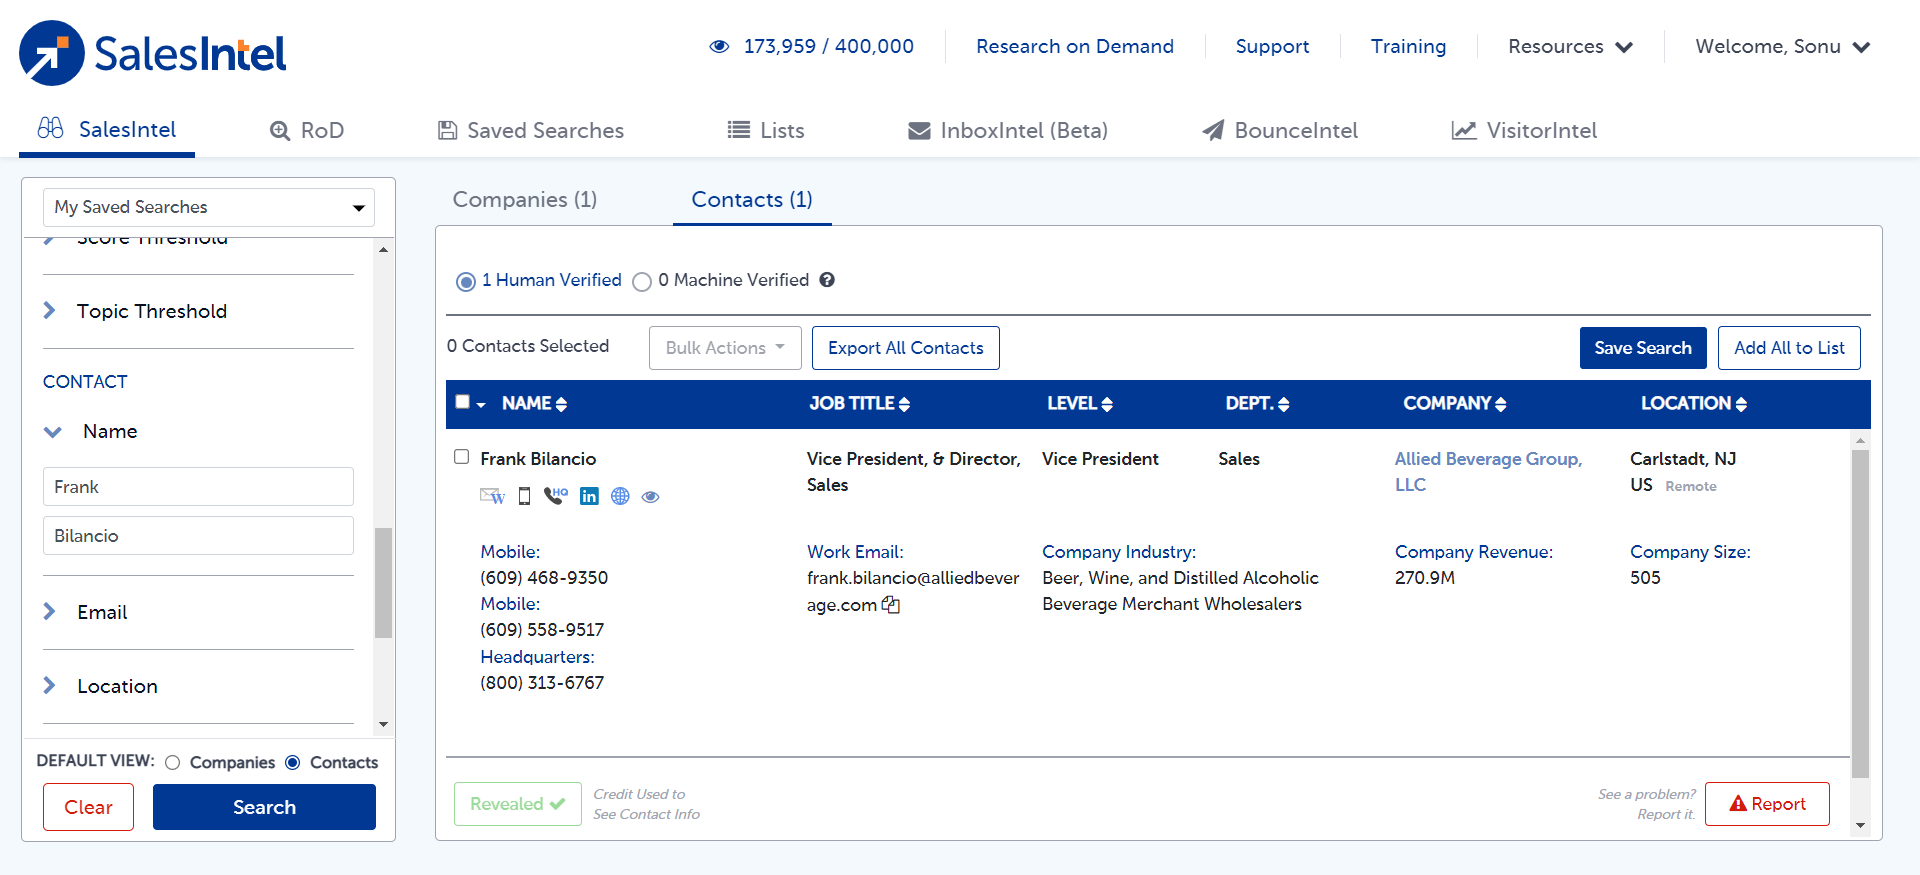 SalesIntel
173,959 / 400,000
Research on Demand
Support
Training
Resources
Welcome, Sonu
SalesIntel
RoD
Saved Searches
Lists
InboxIntel (Beta)
BounceIntel
VisitorIntel
My Saved Searches
Score Threshold
Topic Threshold
CONTACT
Name
Frank
Bilancio
Email
Location
DEFAULT VIEW: Companies Contacts
Clear
Search
Companies (1)
Contacts (1)
1 Human Verified 0 Machine Verified ?
0 Contacts Selected
Bulk Actions
Export All Contacts
Save Search
Add All to List
NAME JOB TITLE LEVEL DEPT. COMPANY LOCATION
Frank Bilancio
W HQ in
Vice President, & Director,
Sales
Vice President
Sales
Allied Beverage Group,
LLC
Carlstadt, NJ
US Remote
Mobile:
(609) 468-9350
Mobile:
(609) 558-9517
Headquarters:
(800) 313-6767
Work Email:
frank.bilancio@alliedbever
age.com
Company Industry:
Beer, Wine, and Distilled Alcoholic
Beverage Merchant Wholesalers
Company Revenue:
270.9M
Company Size:
505
Revealed
Credit Used to
See Contact Info
See a problem?
Report it.
Report